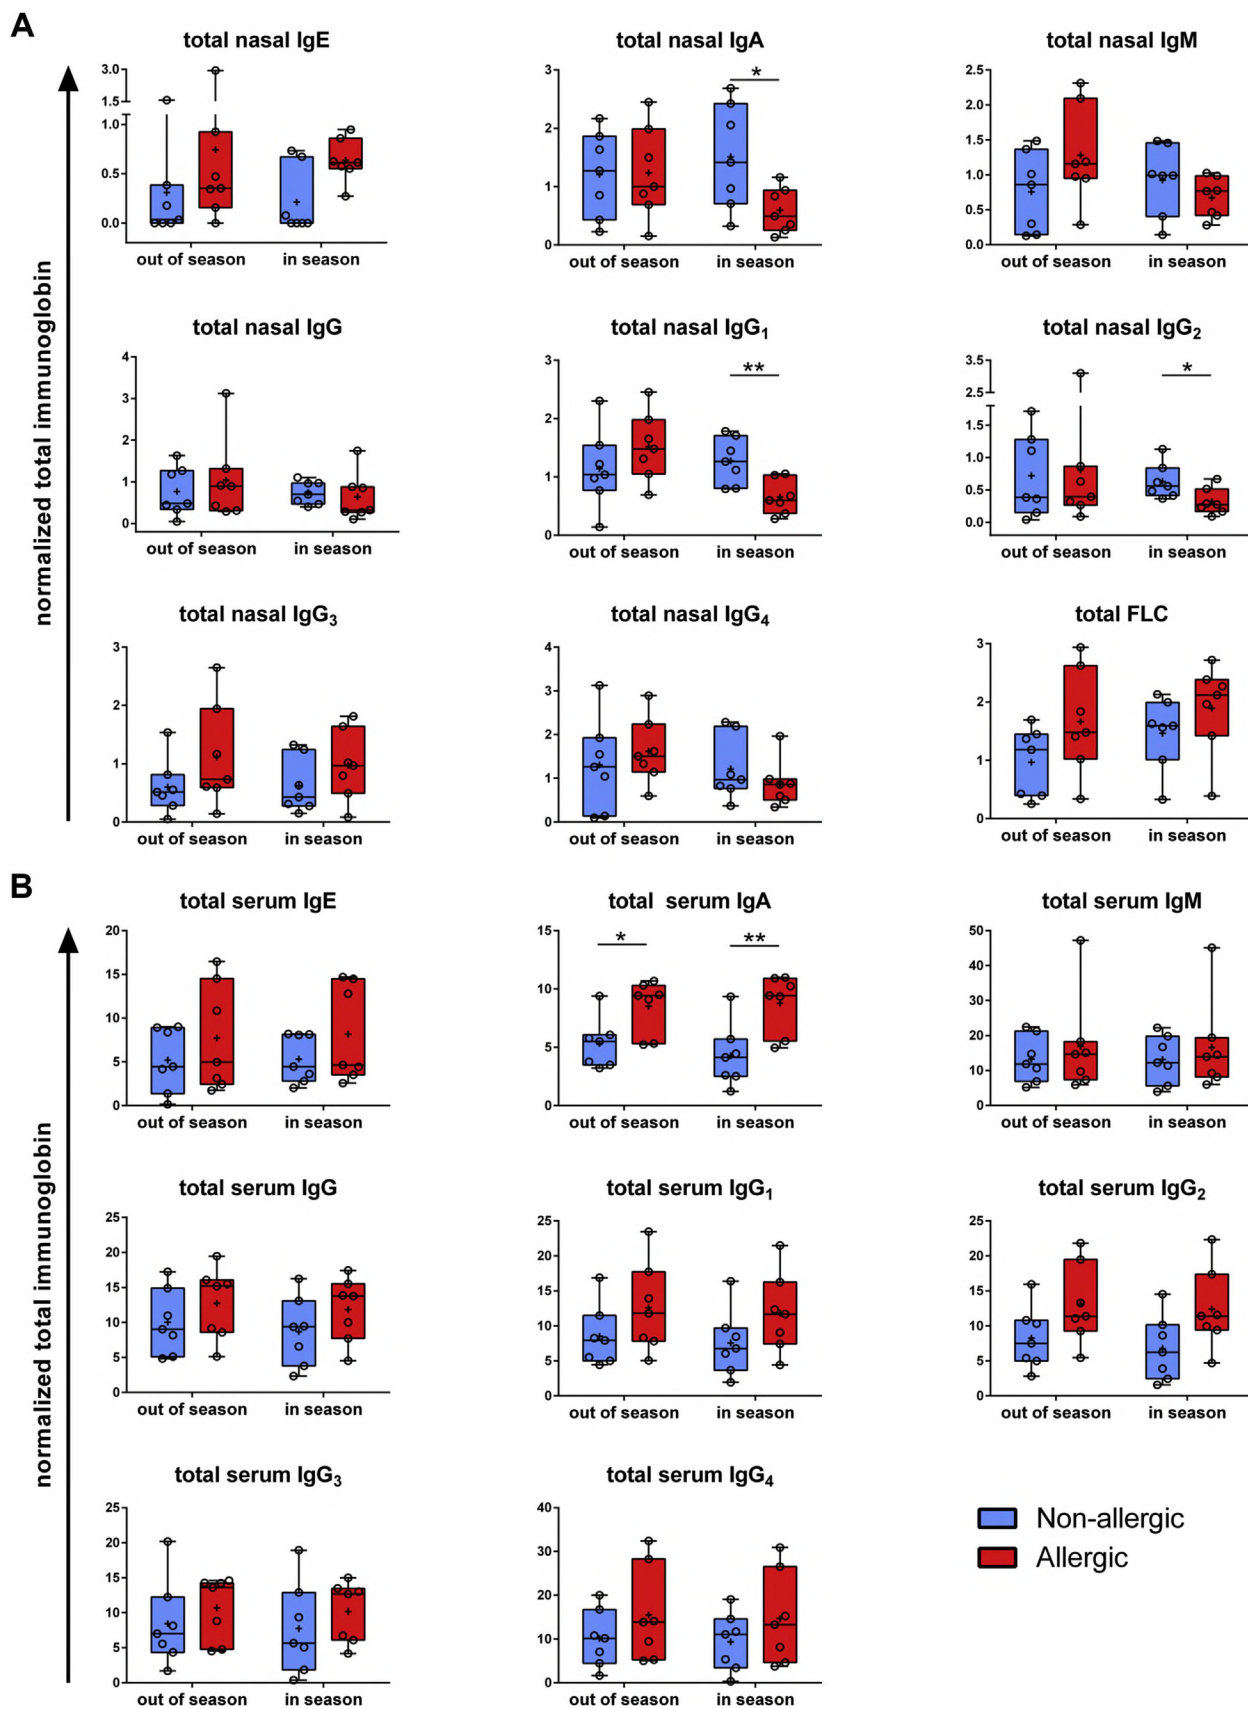 A
total nasal IgE
total nasal IgA
total nasal IgM
3.0
1.5
1.0
0.5
0.0
out of season in season
3
2
1
0
out of season in season
2.5
2.0
1.5
1.0
0.5
0.0
out of season in season
*
normalized total immunoglobin
total nasal IgG
total nasal IgG1
total nasal IgG2
4
3
2
1
0
out of season in season
3
2
1
0
out of season in season
**
3.5
2.5
1.5
1.0
0.5
0.0
out of season in season
*
total nasal IgG3
total nasal IgG4
total FLC
3
2
1
0
out of season in season
4
3
2
1
0
out of season in season
3
2
1
0
out of season in season
B
total serum IgE
total serum IgA
total serum IgM
20
15
10
5
0
out of season in season
15
10
5
0
out of season in season
*
**
50
40
30
20
10
0
out of season in season
normalized total immunoglobin
total serum IgG
total serum IgG1
total serum IgG2
25
20
15
10
5
0
out of season in season
25
20
15
10
5
0
out of season in season
25
20
15
10
5
0
out of season in season
total serum IgG3
total serum IgG4
25
20
15
10
5
0
out of season in season
40
30
20
10
0
out of season in season
Non-allergic
Allergic